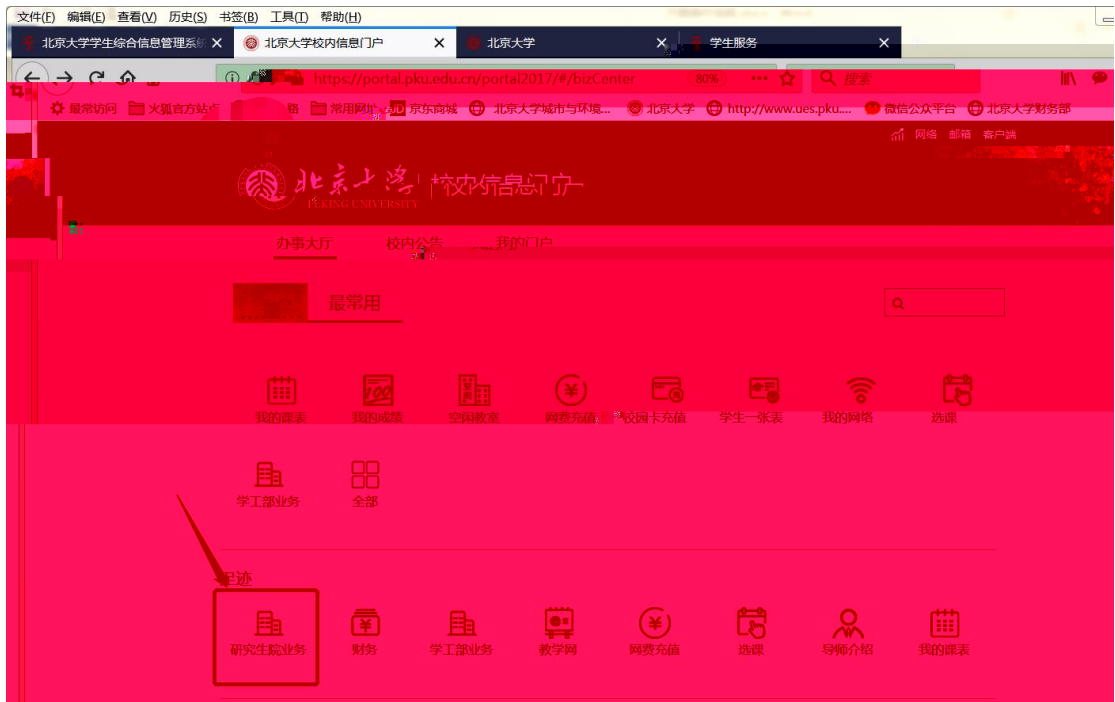 文件(F) 编辑(E) 查看(V) 历史(S) 书签(B) 工具(T) 帮助(H)
北京大学学生综合信息管理系统 北京大学校内信息门户 北京大学 学生服务
https://portal.pku.edu.cn/portal2017/#/bizCenter 80% 搜索
最常访问 火狐官方站点 常用网址 JD 京东商城 北京大学城市与环境... 北京大学 http://www.ues.pku.... 微信公众平台 北京大学财务部
网络 邮箱 客户端
北京大学 校内信息门户
PEKING UNIVERSITY
办事大厅 校内公告 我的门户
最常用
我的课表 我的成绩 空闲教室 网费充值 校园卡充值 学生一张表 我的网络 选课
学工部业务 全部
足迹
研究生院业务 财务 学工部业务 教学网 网费充值 选课 导师介绍 我的课表